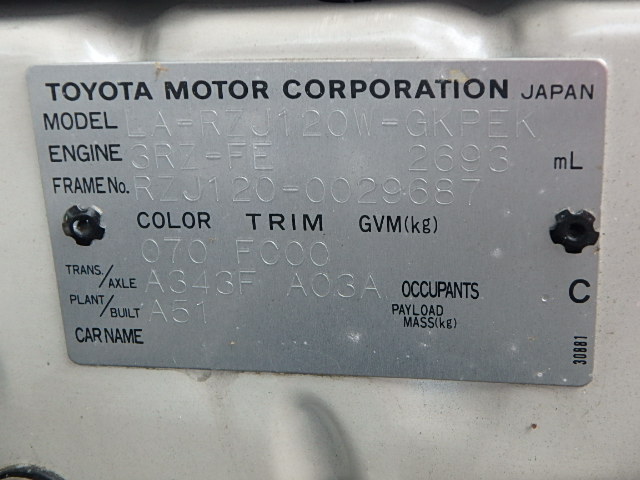 TOYOTA MOTOR CORPORATION JAPAN
MODEL LA-RZJ120W-GKPEK
ENGINE 3RZ-FE 2693 mL
FRAME No. RZJ120-0029687
COLOR TRIM GVM(kg)
070 FC00
TRANS./AXLE A343F A03A OCCUPANTS C
PLANT/BUILT A51 PAYLOAD MASS(kg)
CAR NAME
30881